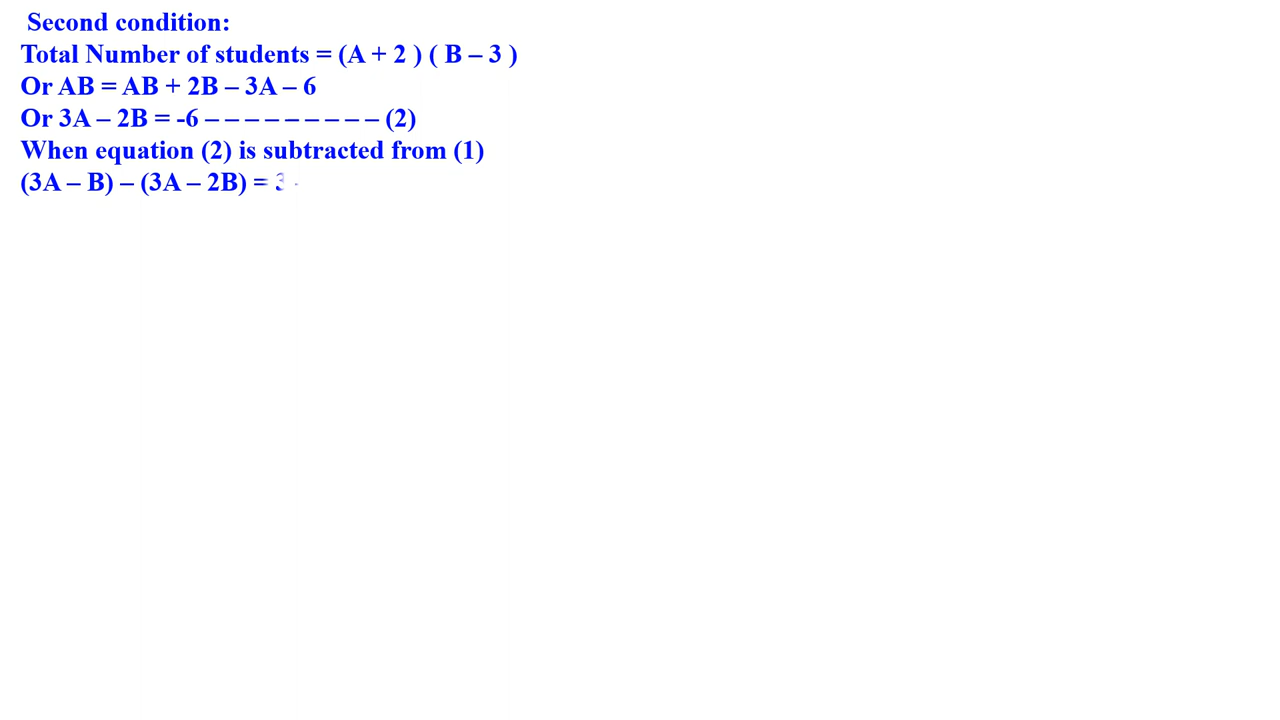 Second condition:
Total Number of students = (A + 2 ) ( B – 3 )
Or AB = AB + 2B – 3A – 6
Or 3A – 2B = -6 – – – – – – – – – (2)
When equation (2) is subtracted from (1)
(3A – B) – (3A – 2B) = 3